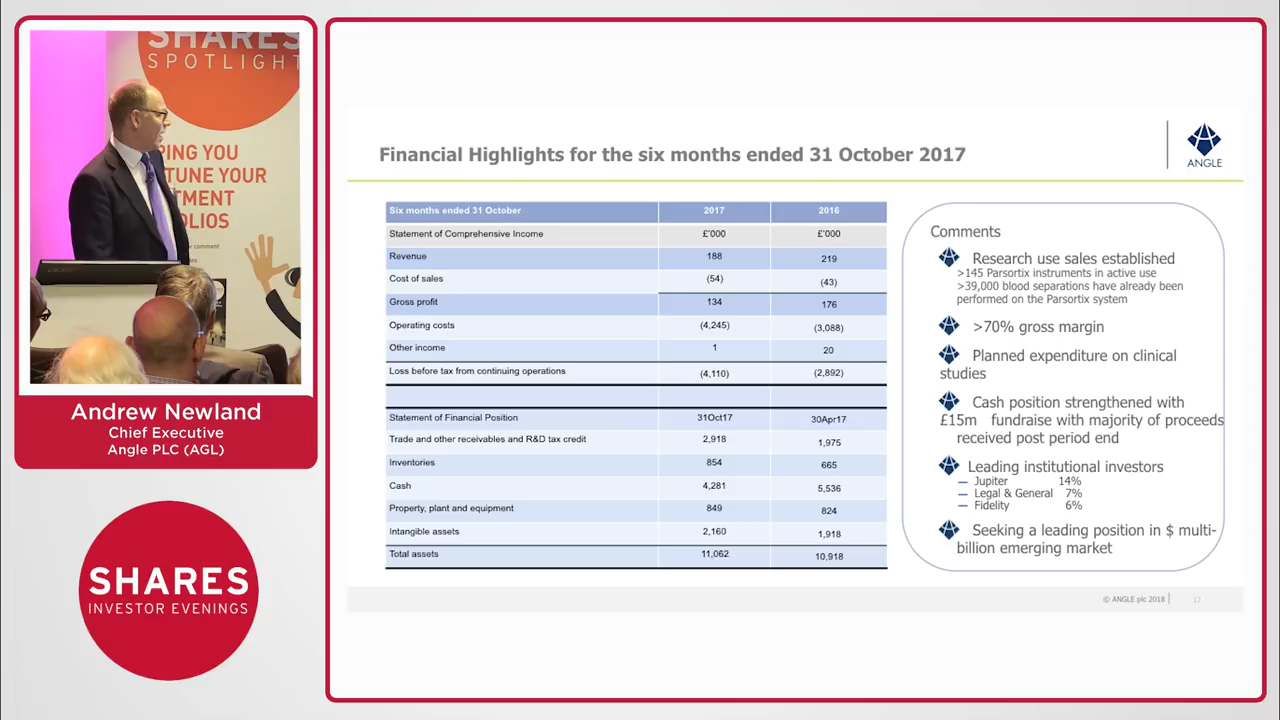 SHARES
SPOTLIGHT
PING YOU
TUNE YOUR
TMENT
OLIOS
or comment
Andrew Newland
Chief Executive
Angle PLC (AGL)
SHARES
INVESTOR EVENINGS
Financial Highlights for the six months ended 31 October 2017
ANGLE
Six months ended 31 October 2017 2016
Statement of Comprehensive Income £'000 £'000
Revenue 188 219
Cost of sales (54) (43)
Gross profit 134 176
Operating costs (4,245) (3,088)
Other income 1 20
Loss before tax from continuing operations (4,110) (2,892)
Statement of Financial Position 31Oct17 30Apr17
Trade and other receivables and R&D tax credit 2,918 1,975
Inventories 854 665
Cash 4,281 5,536
Property, plant and equipment 849 824
Intangible assets 2,160 1,918
Total assets 11,062 10,918
Comments
Research use sales established
>145 Parsortix instruments in active use
>39,000 blood separations have already been
performed on the Parsortix system
>70% gross margin
Planned expenditure on clinical
studies
Cash position strengthened with
£15m fundraise with majority of proceeds
received post period end
Leading institutional investors
– Jupiter 14%
– Legal & General 7%
– Fidelity 6%
Seeking a leading position in $ multi-
billion emerging market
© ANGLE plc 2018 17